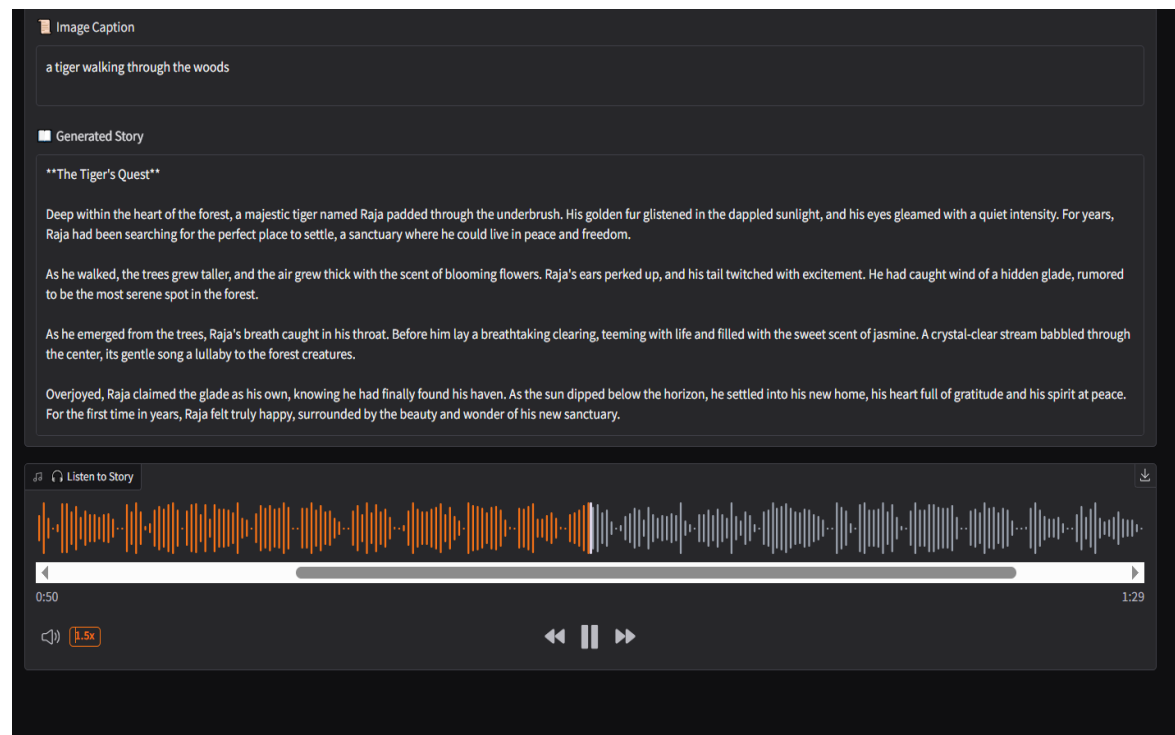 Image Caption
a tiger walking through the woods
Generated Story
**The Tiger's Quest**
Deep within the heart of the forest, a majestic tiger named Raja padded through the underbrush. His golden fur glistened in the dappled sunlight, and his eyes gleamed with a quiet intensity. For years,
Raja had been searching for the perfect place to settle, a sanctuary where he could live in peace and freedom.
As he walked, the trees grew taller, and the air grew thick with the scent of blooming flowers. Raja's ears perked up, and his tail twitched with excitement. He had caught wind of a hidden glade, rumored
to be the most serene spot in the forest.
As he emerged from the trees, Raja's breath caught in his throat. Before him lay a breathtaking clearing, teeming with life and filled with the sweet scent of jasmine. A crystal-clear stream babbled through
the center, its gentle song a lullaby to the forest creatures.
Overjoyed, Raja claimed the glade as his own, knowing he had finally found his haven. As the sun dipped below the horizon, he settled into his new home, his heart full of gratitude and his spirit at peace.
For the first time in years, Raja felt truly happy, surrounded by the beauty and wonder of his new sanctuary.
Listen to Story
0:50 1:29
1.5x